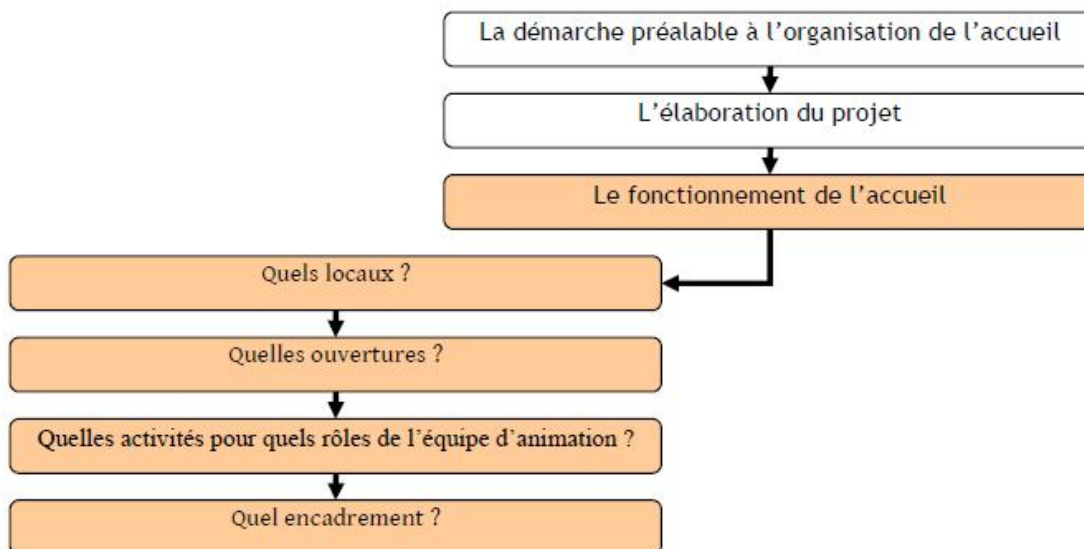 La démarche préalable à l’organisation de l’accueil
L’élaboration du projet
Le fonctionnement de l’accueil
Quels locaux ?
Quelles ouvertures ?
Quelles activités pour quels rôles de l’équipe d’animation ?
Quel encadrement ?